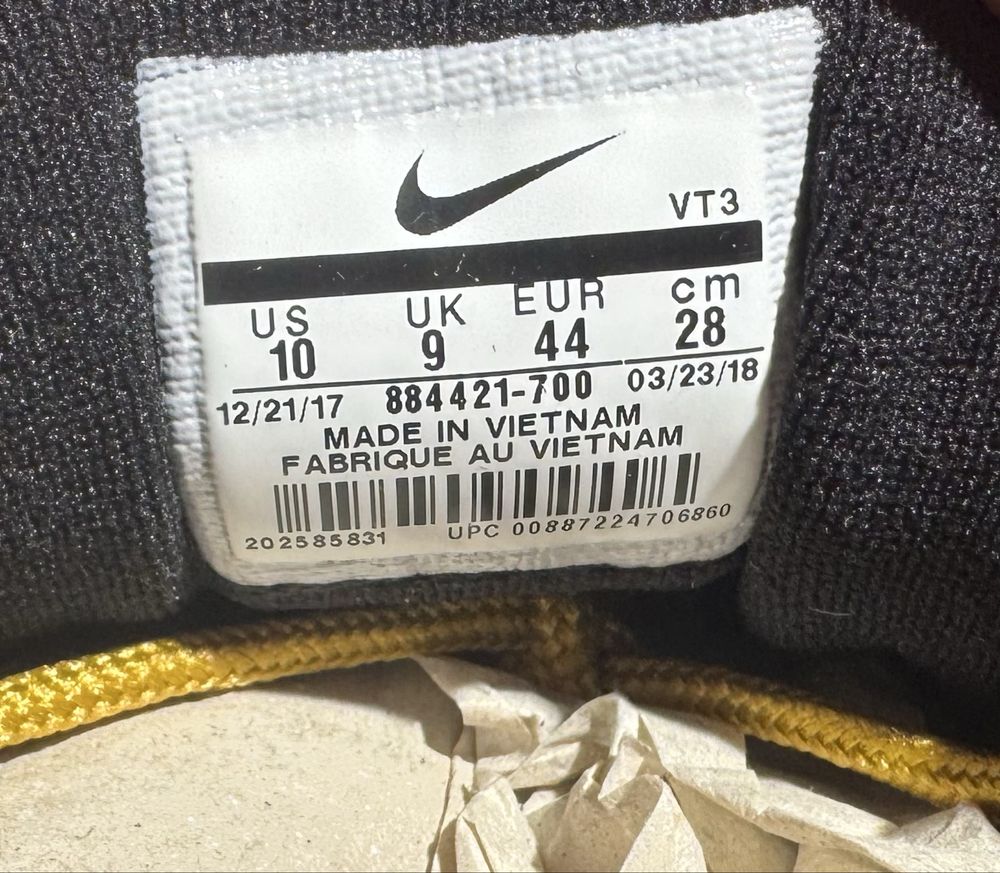 VT3
US UK EUR cm
10 9 44 28
12/21/17 884421-700 03/23/18
MADE IN VIETNAM
FABRIQUE AU VIETNAM
202585831 UPC 00887224706860